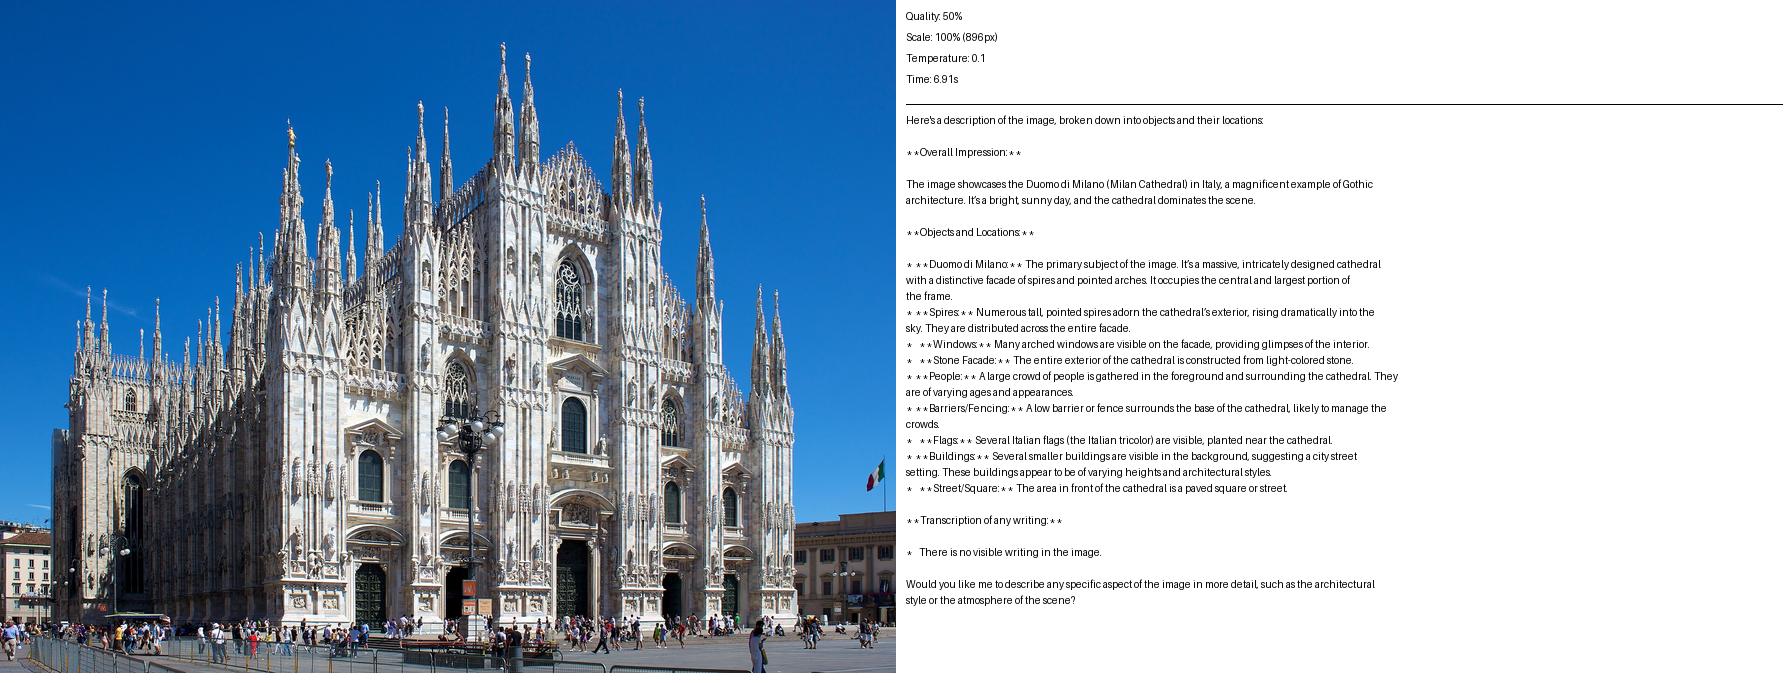 Quality: 50%
Scale: 100% (896px)
Temperature: 0.1
Time: 6.91s
Here's a description of the image, broken down into objects and their locations:
**Overall Impression:**
The image showcases the Duomo di Milano (Milan Cathedral) in Italy, a magnificent example of Gothic
architecture. It's a bright, sunny day, and the cathedral dominates the scene.
**Objects and Locations:**
* **Duomo di Milano:** The primary subject of the image. It's a massive, intricately designed cathedral
with a distinctive facade of spires and pointed arches. It occupies the central and largest portion of
the frame.
* **Spires:** Numerous tall, pointed spires adorn the cathedral's exterior, rising dramatically into the
sky. They are distributed across the entire facade.
* **Windows:** Many arched windows are visible on the facade, providing glimpses of the interior.
* **Stone Facade:** The entire exterior of the cathedral is constructed from light-colored stone.
* **People:** A large crowd of people is gathered in the foreground and surrounding the cathedral. They
are of varying ages and appearances.
* **Barriers/Fencing:** A low barrier or fence surrounds the base of the cathedral, likely to manage the
crowds.
* **Flags:** Several Italian flags (the Italian tricolor) are visible, planted near the cathedral.
* **Buildings:** Several smaller buildings are visible in the background, suggesting a city street
setting. These buildings appear to be of varying heights and architectural styles.
* **Street/Square:** The area in front of the cathedral is a paved square or street.
**Transcription of any writing:**
* There is no visible writing in the image.
Would you like me to describe any specific aspect of the image in more detail, such as the architectural
style or the atmosphere of the scene?